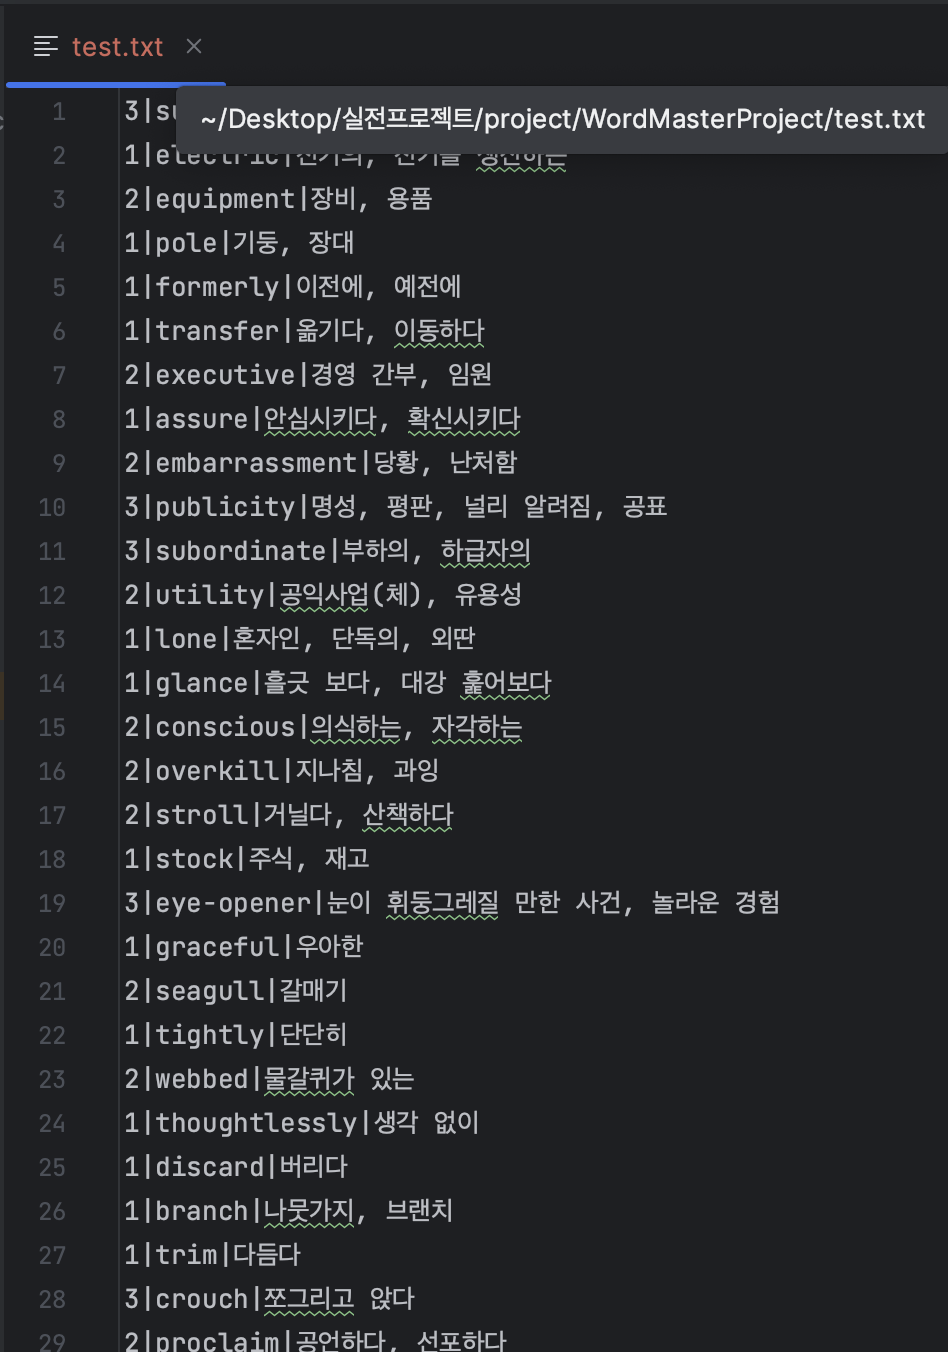 test.txt
~/Desktop/실전프로젝트/project/WordMasterProject/test.txt
1 3|su
2 1|electric|전기의, 전기를 생산하는
3 2|equipment|장비, 용품
4 1|pole|기둥, 장대
5 1|formerly|이전에, 예전에
6 1|transfer|옮기다, 이동하다
7 2|executive|경영 간부, 임원
8 1|assure|안심시키다, 확신시키다
9 2|embarrassment|당황, 난처함
10 3|publicity|명성, 평판, 널리 알려짐, 공표
11 3|subordinate|부하의, 하급자의
12 2|utility|공익사업(체), 유용성
13 1|lone|혼자인, 단독의, 외딴
14 1|glance|흘긋 보다, 대강 훑어보다
15 2|conscious|의식하는, 자각하는
16 2|overkill|지나침, 과잉
17 2|stroll|거닐다, 산책하다
18 1|stock|주식, 재고
19 3|eye-opener|눈이 휘둥그레질 만한 사건, 놀라운 경험
20 1|graceful|우아한
21 2|seagull|갈매기
22 1|tightly|단단히
23 2|webbed|물갈퀴가 있는
24 1|thoughtlessly|생각 없이
25 1|discard|버리다
26 1|branch|나뭇가지, 브랜치
27 1|trim|다듬다
28 3|crouch|쪼그리고 앉다
29 2|proclaim|공언하다, 선포하다